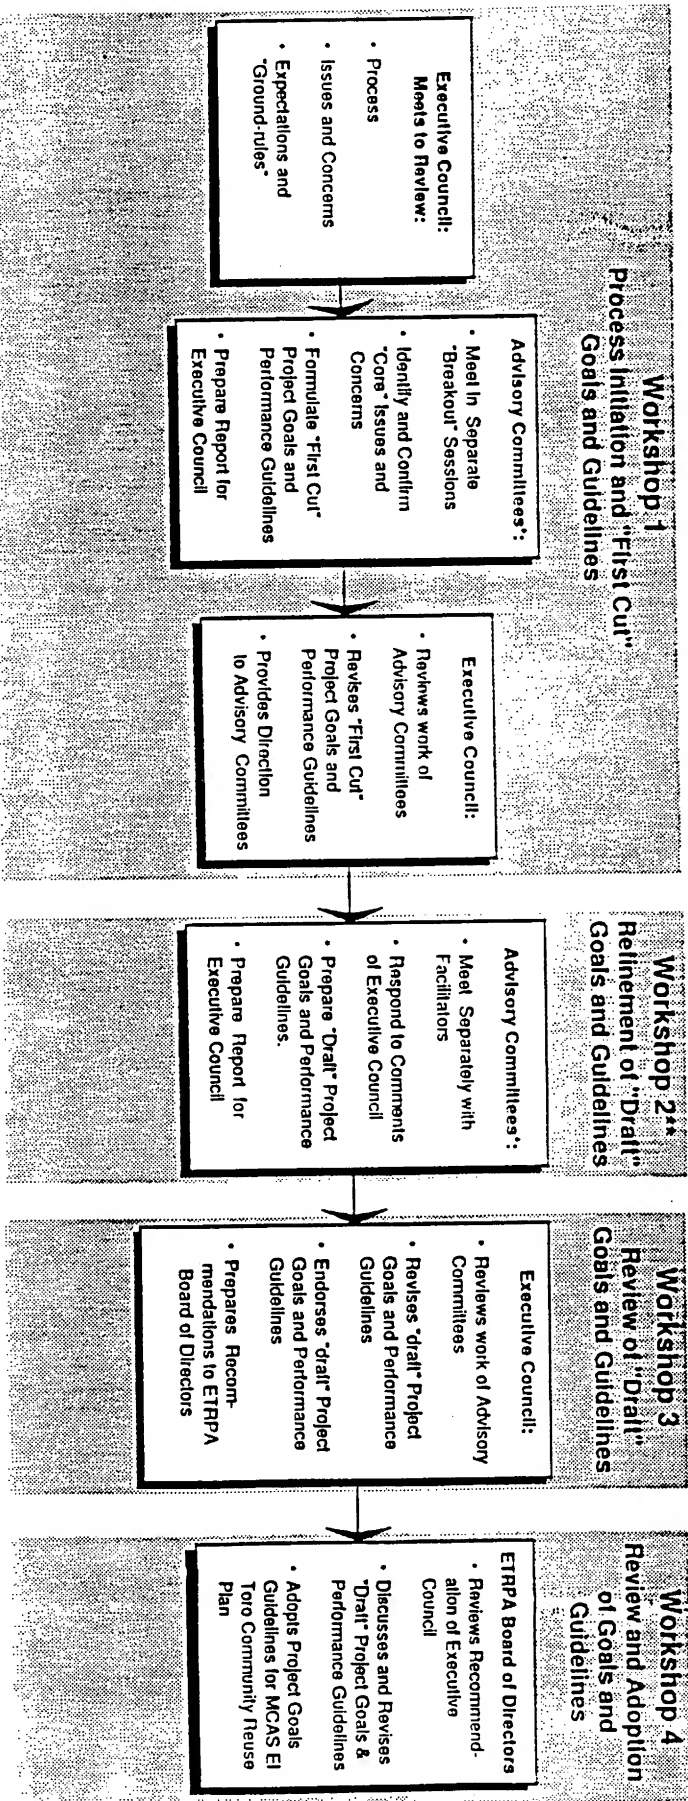 Workshop 1
Process Initiation and "First Cut"
Goals and Guidelines
Executive Council:
Meets to Review:
• Process
• Issues and Concerns
• Expectations and
"Ground-rules"
Advisory Committees*:
• Meet In Separate
"Breakout" Sessions
• Identify and Confirm
"Core" Issues and
Concerns
• Formulate "First Cut"
Project Goals and
Performance Guidelines
• Prepare Report for
Executive Council
Executive Council:
• Reviews work of
Advisory Committees
• Revises "First Cut"
Project Goals and
Performance Guidelines
• Provides Direction
to Advisory Committees
Workshop 2**
Refinement of "Draft"
Goals and Guidelines
Advisory Committees*:
• Meet Separately with
Facilitators
• Respond to Comments
of Executive Council
• Prepare "Draft" Project
Goals and Performance
Guidelines.
• Prepare Report for
Executive Council
Workshop 3
Review of "Draft"
Goals and Guidelines
Executive Council:
• Reviews work of Advisory
Committees
• Revises "draft" Project
Goals and Performance
Guidelines
• Endorses "draft" Project
Goals and Performance
Guidelines
• Prepares Recom-
mendations to ETRPA
Board of Directors
Workshop 4
Review and Adoption
of Goals and
Guidelines
ETRPA Board of Directors
• Reviews Recommend-
ation of Executive
Council
• Discusses and Revises
"Draft" Project Goals &
Performance Guidelines
• Adopts Project Goals
Guidelines for MCAS El
Toro Community Reuse
Plan